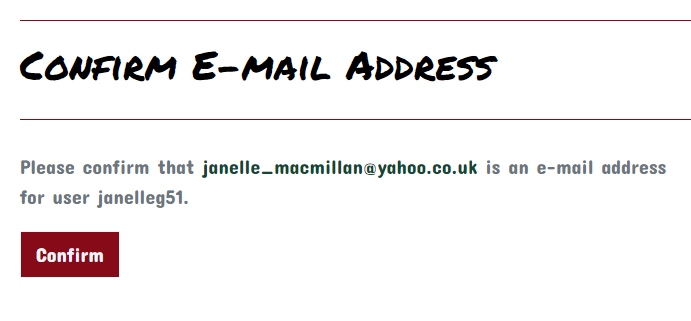 Confirm E-mail Address
Please confirm that janelle_macmillan@yahoo.co.uk is an e-mail address
for user janelleg51.
Confirm